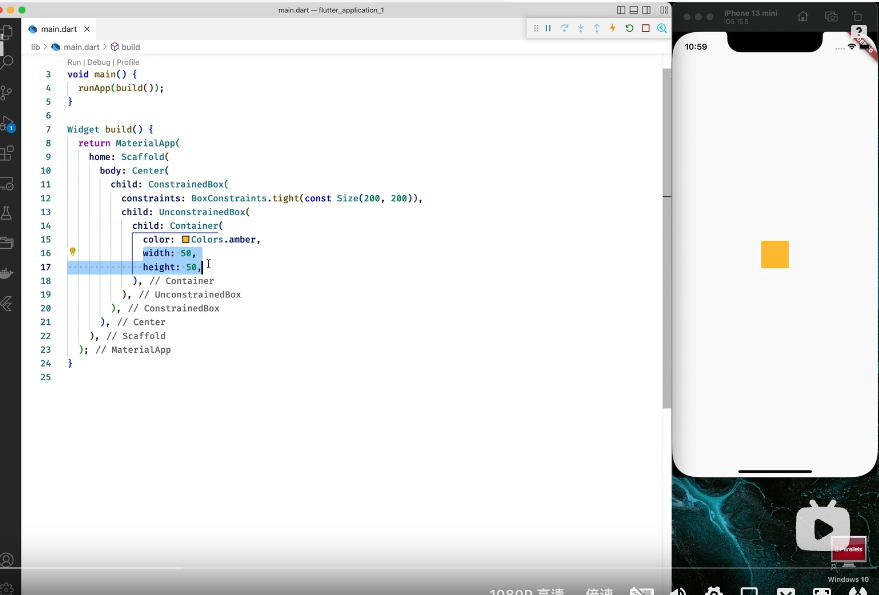 main.dart — flutter_application_1
main.dart
lib > main.dart > build
Run | Debug | Profile
3 void main() {
4 runApp(build());
5 }
6
7 Widget build() {
8 return MaterialApp(
9 home: Scaffold(
10 body: Center(
11 child: ConstrainedBox(
12 constraints: BoxConstraints.tight(const Size(200, 200)),
13 child: UnconstrainedBox(
14 child: Container(
15 color: Colors.amber,
16 width: 50,
17 height: 50,
18 ), // Container
19 ), // UnconstrainedBox
20 ), // ConstrainedBox
21 ), // Center
22 ), // Scaffold
23 ); // MaterialApp
24 }
25
1
iPhone 13 mini
iOS 15.5
10:59
?
Parallels
Windows 10
1080P 高清 倍速